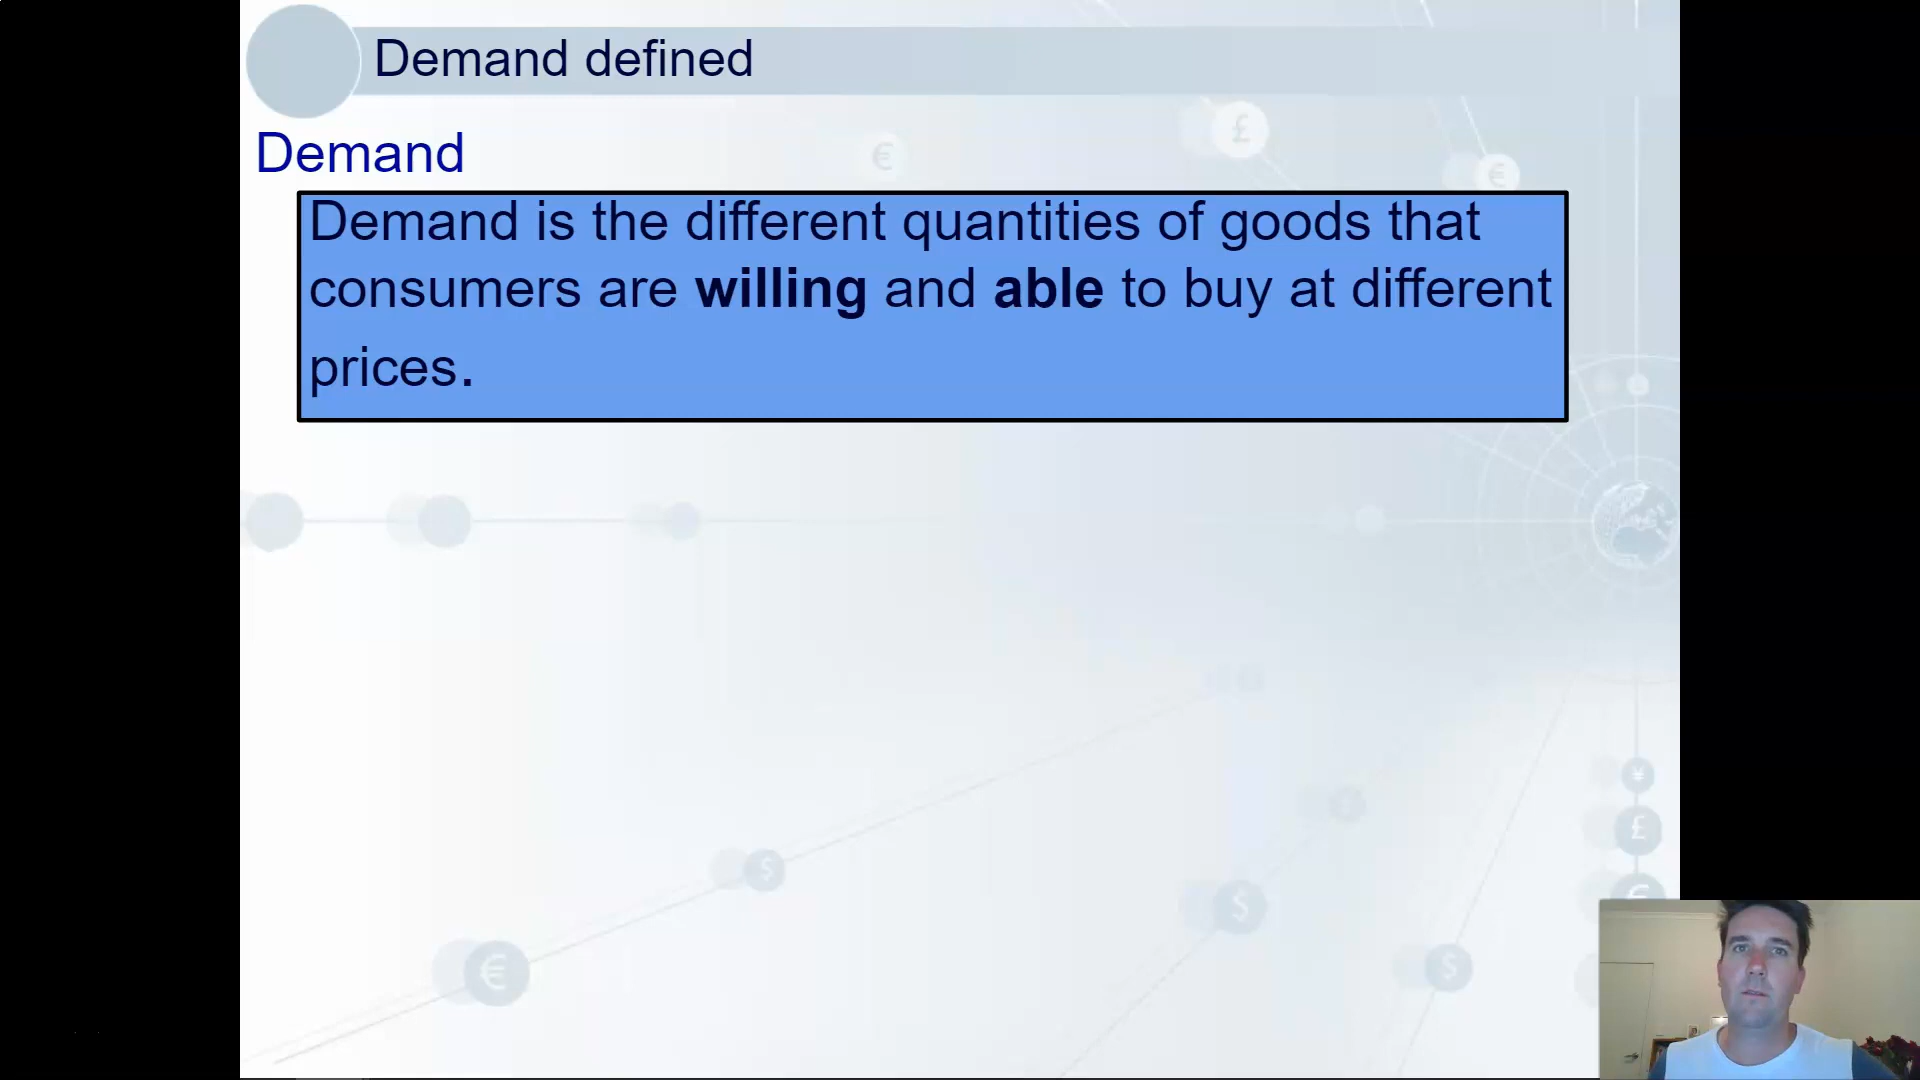 Demand defined
Demand
Demand is the different quantities of goods that
consumers are willing and able to buy at different
prices.
€
£
€
¥
£
€
$
$
$
€